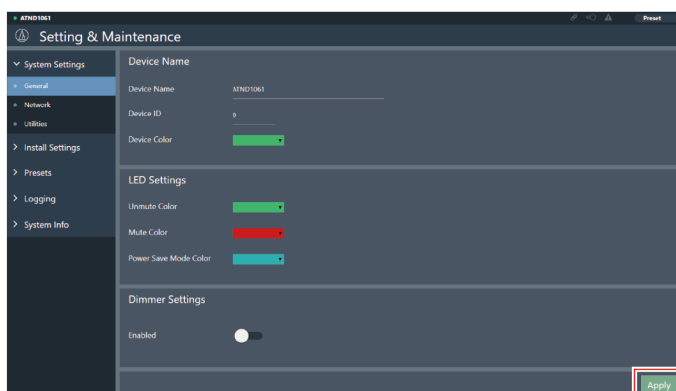 ATND1061
Preset
Setting & Maintenance
System Settings
General
Network
Utilities
Install Settings
Presets
Logging
System Info
Device Name
Device Name
ATND1061
Device ID
0
Device Color
LED Settings
Unmute Color
Mute Color
Power Save Mode Color
Dimmer Settings
Enabled
Apply